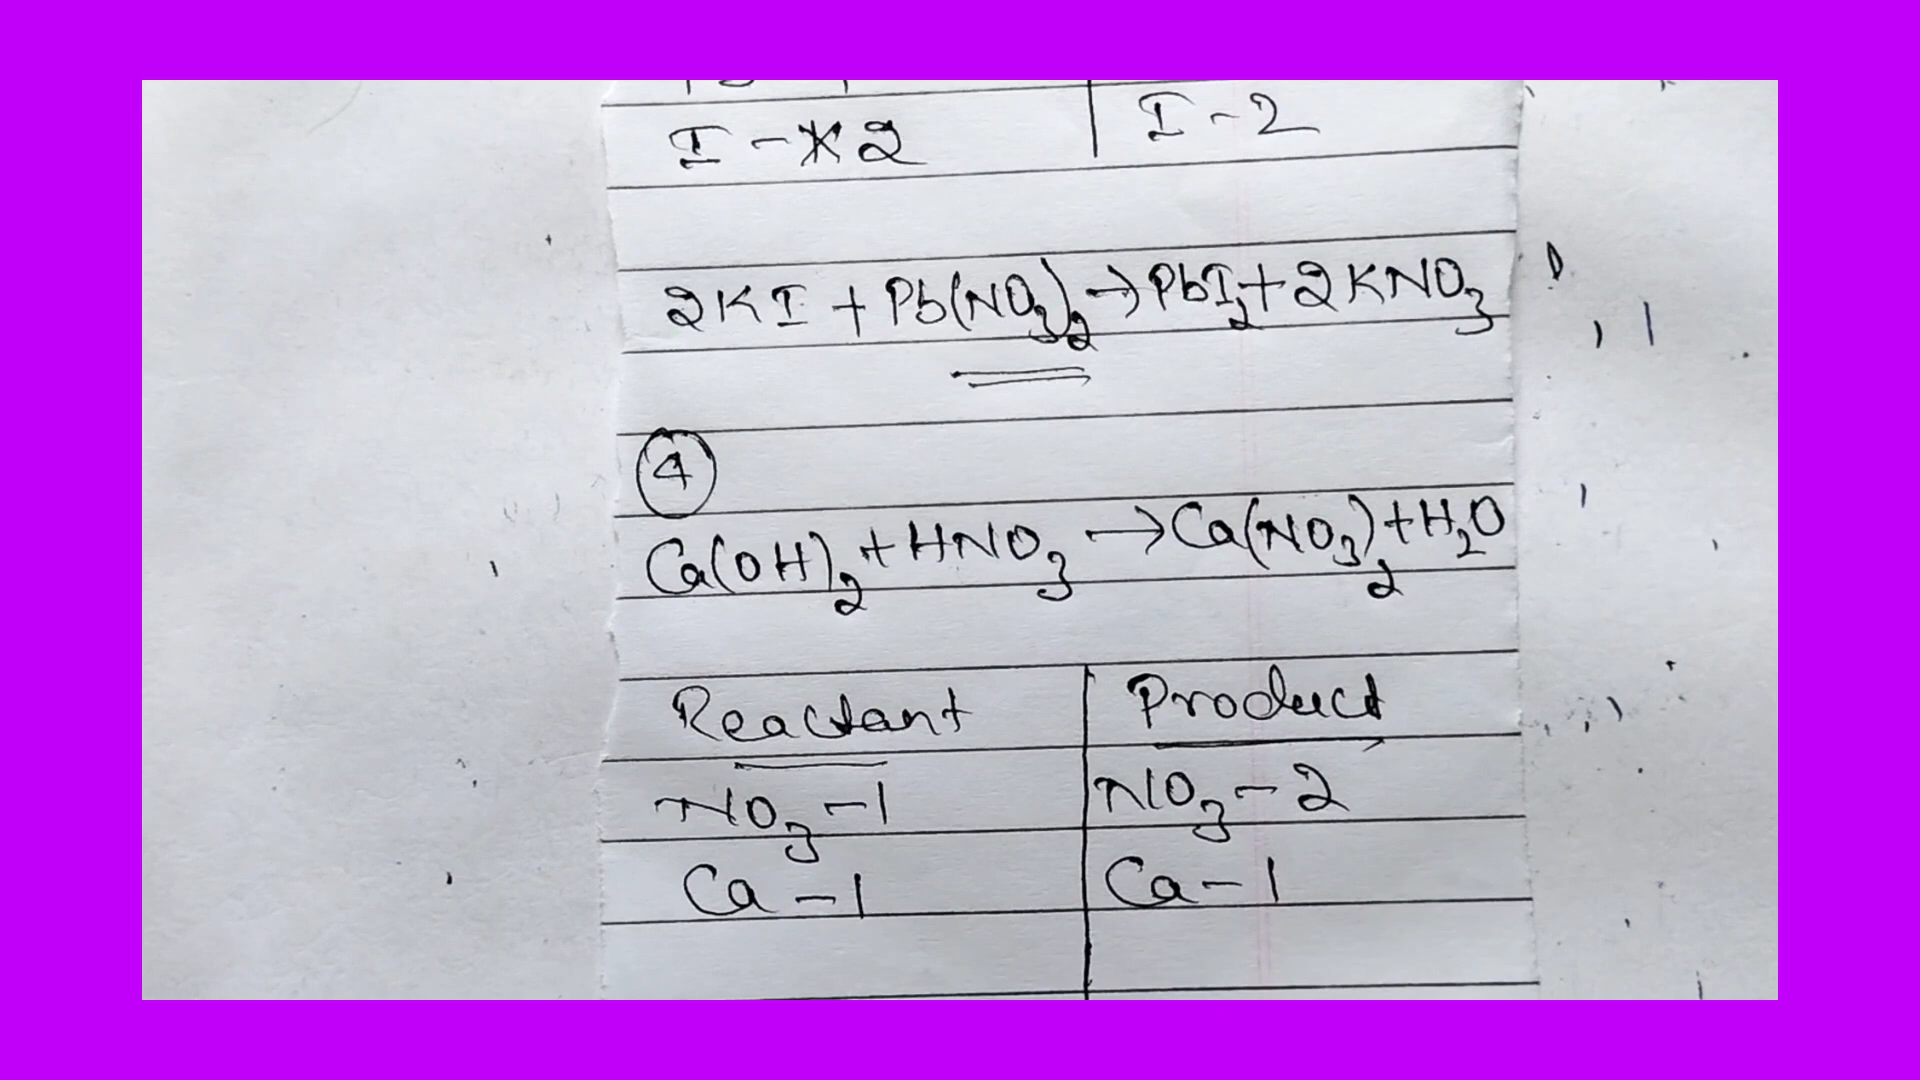 I - 2 I - 2
2KI + Pb(NO3)2 → PbI2 + 2KNO3
4
Ca(OH)2 + HNO3 → Ca(NO3)2 + H2O
Reactant Product
NO3 - 1 NO3 - 2
Ca - 1 Ca - 1